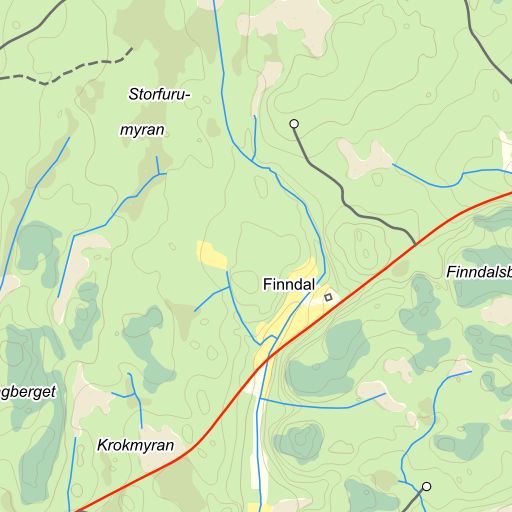 Storfuru-
myran
Finndalsb
Finndal
gberget
Krokmyran